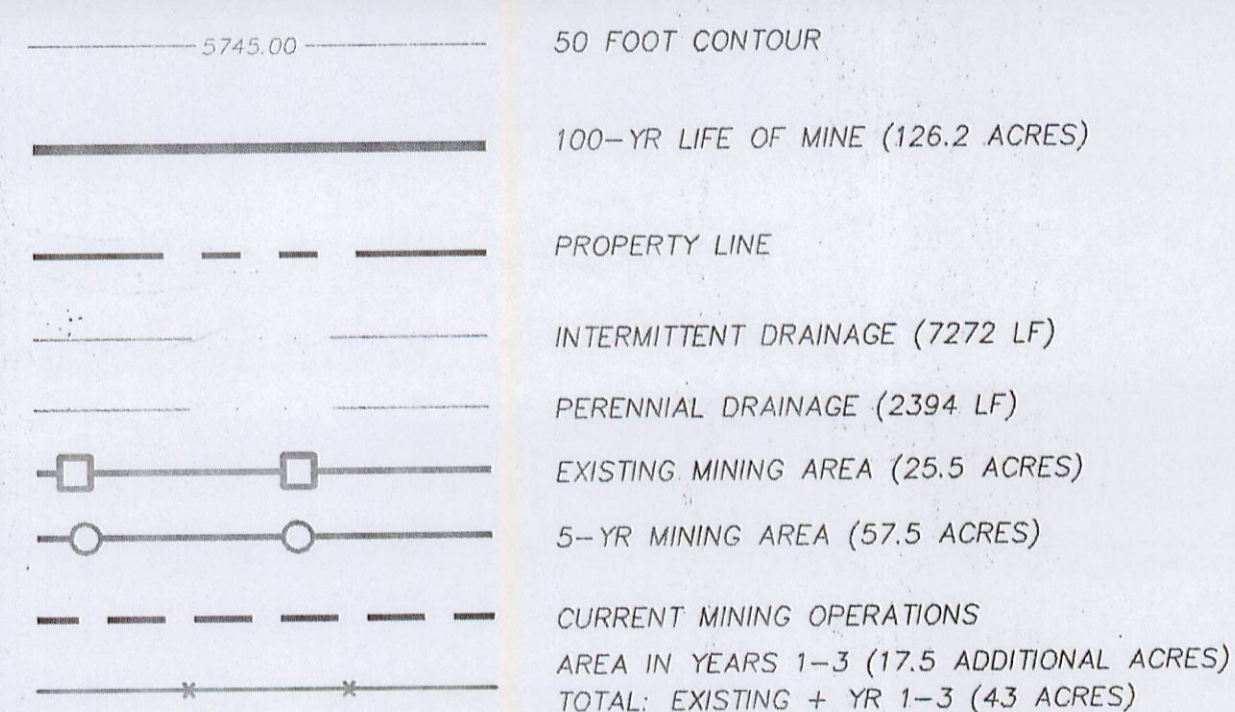 5745.00 50 FOOT CONTOUR
100-YR LIFE OF MINE (126.2 ACRES)
PROPERTY LINE
INTERMITTENT DRAINAGE (7272 LF)
PERENNIAL DRAINAGE (2394 LF)
EXISTING MINING AREA (25.5 ACRES)
5-YR MINING AREA (57.5 ACRES)
CURRENT MINING OPERATIONS
AREA IN YEARS 1-3 (17.5 ADDITIONAL ACRES)
TOTAL: EXISTING + YR 1-3 (43 ACRES)